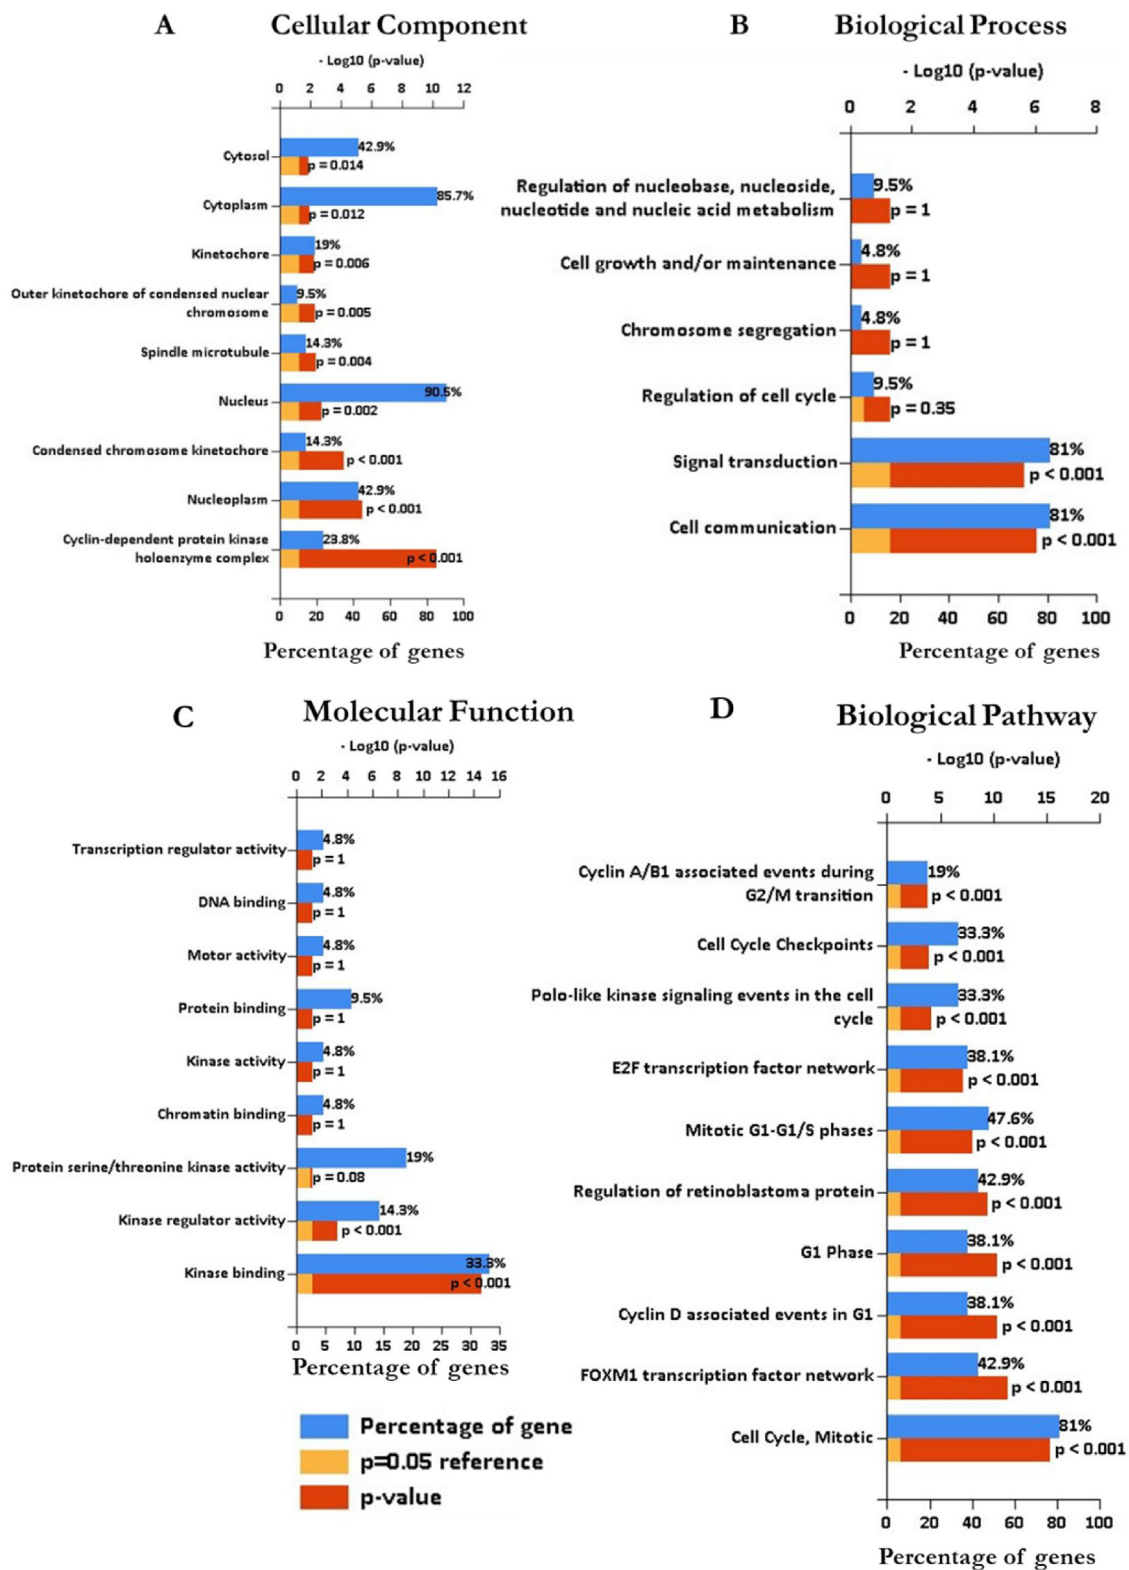 A Cellular Component
- Log10 (p-value)
0 2 4 6 8 10 12
Cytosol
42.9%
p = 0.014
Cytoplasm
85.7%
p = 0.012
Kinetochore
19%
p = 0.006
Outer kinetochore of condensed nuclear
chromosome
9.5%
p = 0.005
Spindle microtubule
14.3%
p = 0.004
Nucleus
90.5%
p = 0.002
Condensed chromosome kinetochore
14.3%
p < 0.001
Nucleoplasm
42.9%
p < 0.001
Cyclin-dependent protein kinase
holoenzyme complex
23.8%
p < 0.001
0 20 40 60 80 100
Percentage of genes
B Biological Process
- Log10 (p-value)
0 2 4 6 8
Regulation of nucleobase, nucleoside,
nucleotide and nucleic acid metabolism
9.5%
p = 1
Cell growth and/or maintenance
4.8%
p = 1
Chromosome segregation
4.8%
p = 1
Regulation of cell cycle
9.5%
p = 0.35
Signal transduction
81%
p < 0.001
Cell communication
81%
p < 0.001
0 20 40 60 80 100
Percentage of genes
C Molecular Function
- Log10 (p-value)
0 2 4 6 8 10 12 14 16
Transcription regulator activity
4.8%
p = 1
DNA binding
4.8%
p = 1
Motor activity
4.8%
p = 1
Protein binding
9.5%
p = 1
Kinase activity
4.8%
p = 1
Chromatin binding
4.8%
p = 1
Protein serine/threonine kinase activity
19%
p = 0.08
Kinase regulator activity
14.3%
p < 0.001
Kinase binding
33.3%
p < 0.001
0 5 10 15 20 25 30 35
Percentage of genes
Percentage of gene
p=0.05 reference
p-value
D Biological Pathway
- Log10 (p-value)
0 5 10 15 20
Cyclin A/B1 associated events during
G2/M transition
19%
p < 0.001
Cell Cycle Checkpoints
33.3%
p < 0.001
Polo-like kinase signaling events in the cell
cycle
33.3%
p < 0.001
E2F transcription factor network
38.1%
p < 0.001
Mitotic G1-G1/S phases
47.6%
p < 0.001
Regulation of retinoblastoma protein
42.9%
p < 0.001
G1 Phase
38.1%
p < 0.001
Cyclin D associated events in G1
38.1%
p < 0.001
FOXM1 transcription factor network
42.9%
p < 0.001
Cell Cycle, Mitotic
81%
p < 0.001
0 20 40 60 80 100
Percentage of genes